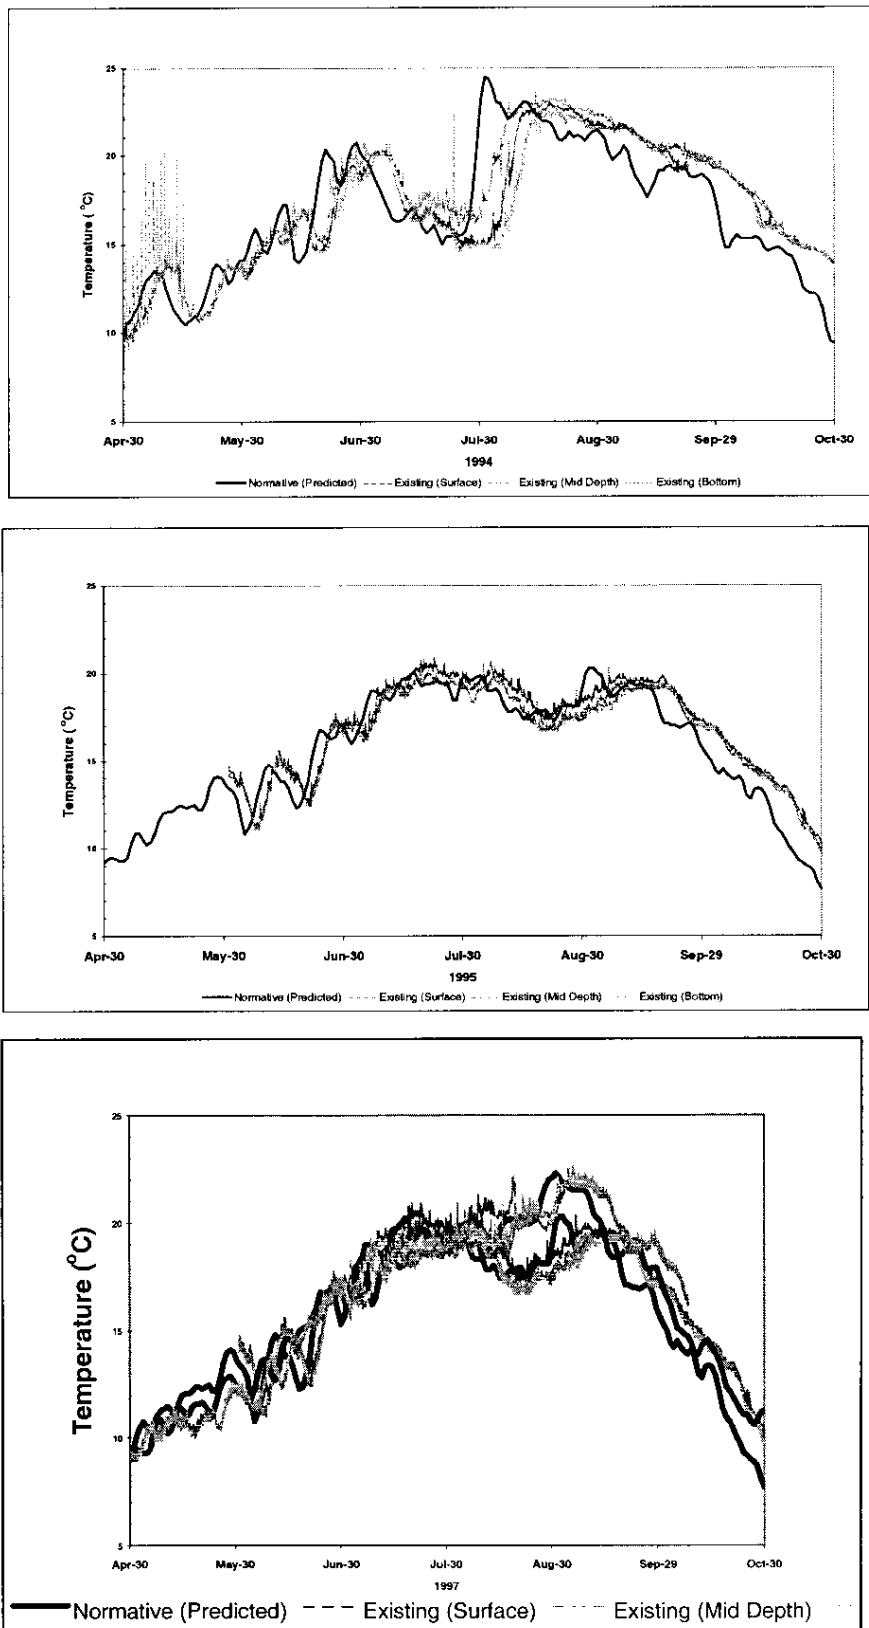 25
20
15
10
5
Temperature (°C)
Apr-30 May-30 Jun-30 Jul-30 Aug-30 Sep-29 Oct-30
1994
Normative (Predicted) Existing (Surface) Existing (Mid Depth) Existing (Bottom)
25
20
15
10
5
Temperature (°C)
Apr-30 May-30 Jun-30 Jul-30 Aug-30 Sep-29 Oct-30
1995
Normative (Predicted) Existing (Surface) Existing (Mid Depth) Existing (Bottom)
25
20
15
10
5
Temperature (°C)
Apr-30 May-30 Jun-30 Jul-30 Aug-30 Sep-29 Oct-30
1997
Normative (Predicted) Existing (Surface) Existing (Mid Depth)